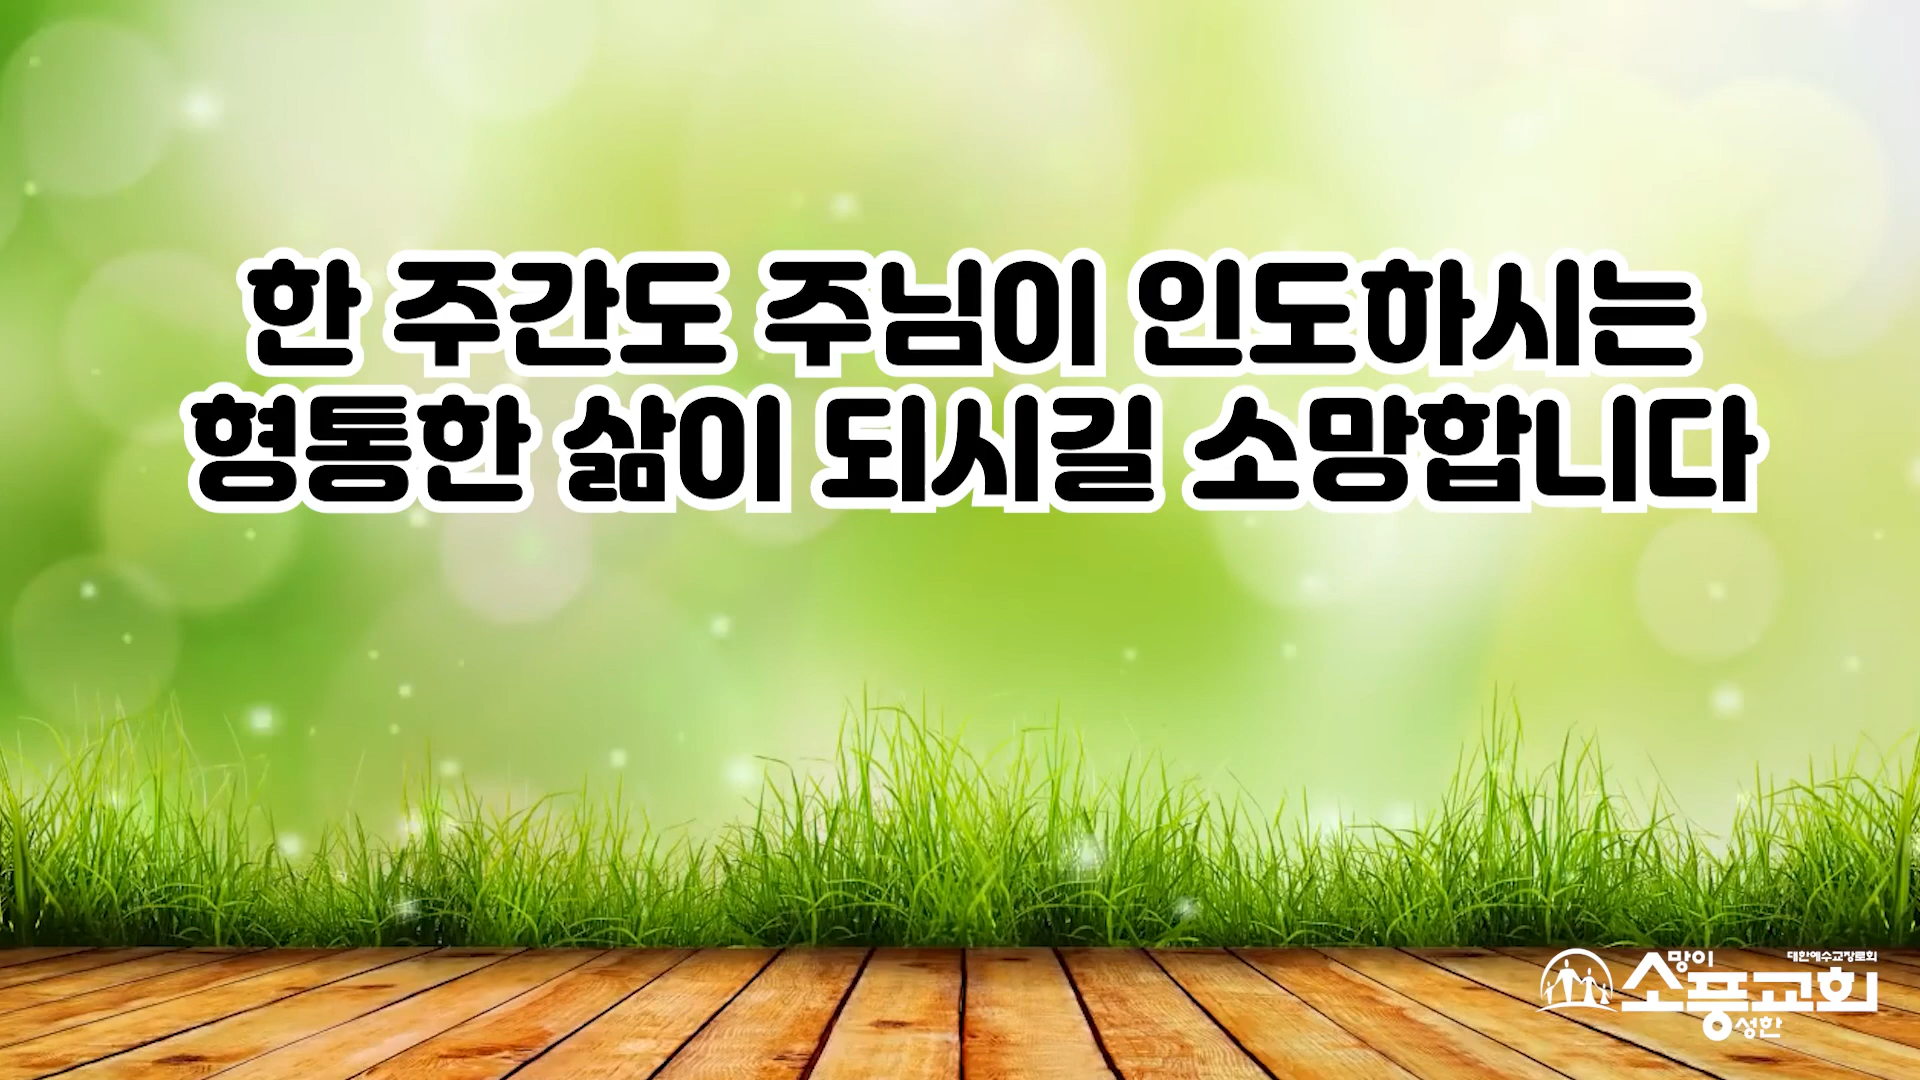 한 주간도 주님이 인도하시는
형통한 삶이 되시길 소망합니다
대한예수교장로회
소망이
풍성한
교회